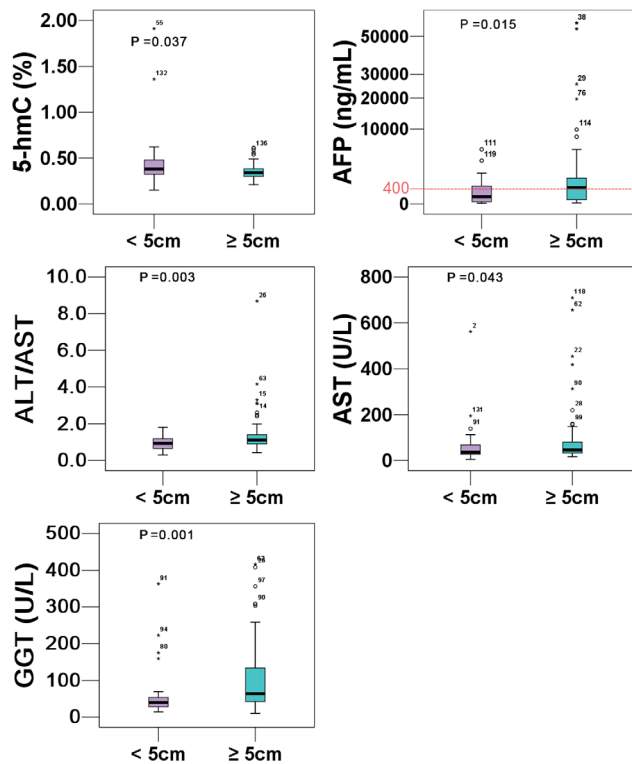 5-hmC (%)
2.00
1.50
1.00
0.50
0.00
P =0.037
55
132
136
< 5cm
≥ 5cm
AFP (ng/mL)
50000
30000
20000
10000
400
0
P =0.015
38
29
76
114
111
119
< 5cm
≥ 5cm
ALT/AST
10.0
8.0
6.0
4.0
2.0
0.0
P =0.003
26
63
15
14
< 5cm
≥ 5cm
AST (U/L)
800
600
400
200
0
P =0.043
2
131
91
118
62
22
90
28
99
< 5cm
≥ 5cm
GGT (U/L)
500
400
300
200
100
0
P =0.001
91
94
80
97
90
< 5cm
≥ 5cm